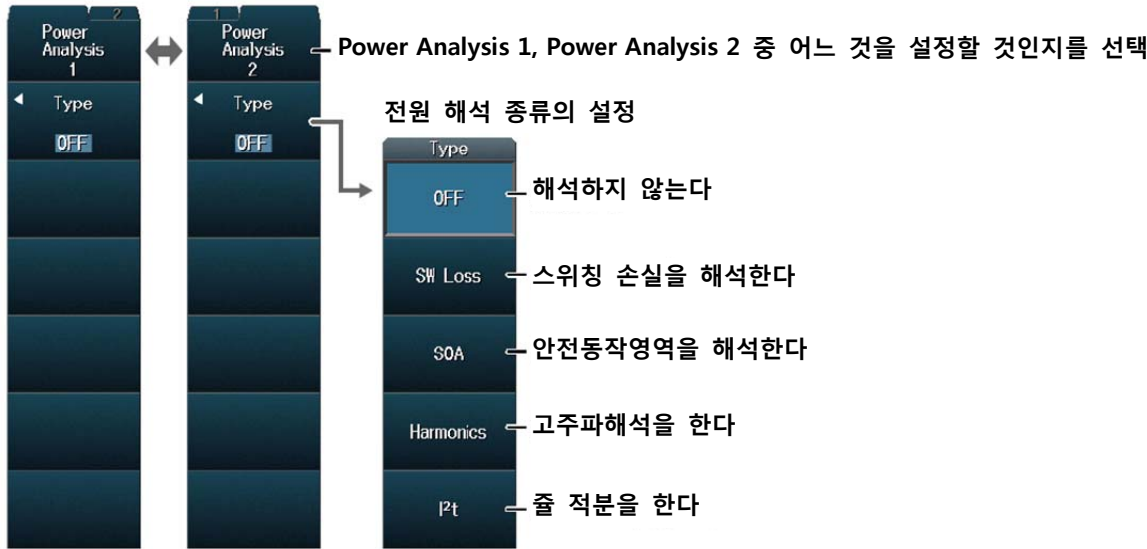 2
Power
Analysis
1
Type
OFF
1
Power
Analysis
2
Type
OFF
Power Analysis 1, Power Analysis 2 중 어느 것을 설정할 것인지를 선택
전원 해석 종류의 설정
Type
OFF
해석하지 않는다
SW Loss
스위칭 손실을 해석한다
SOA
안전동작영역을 해석한다
Harmonics
고주파해석을 한다
I²t
쥴 적분을 한다